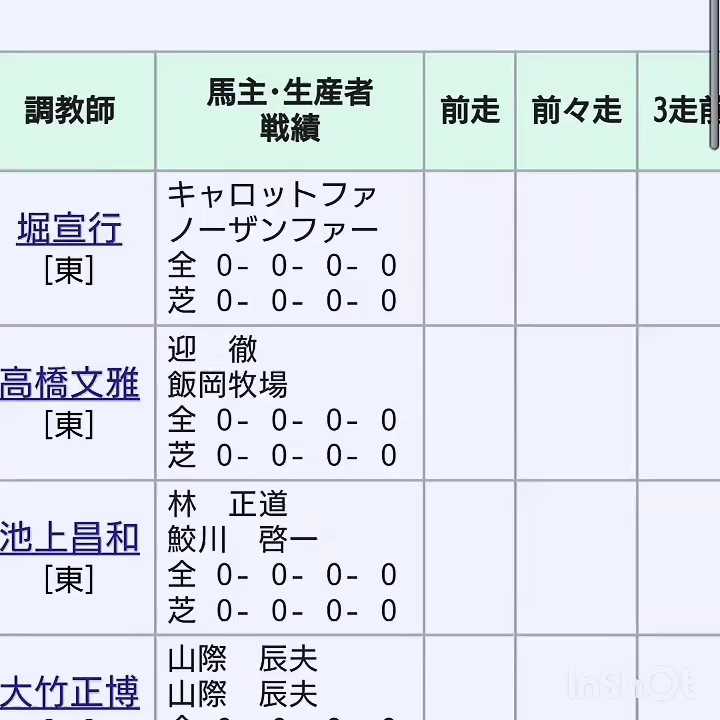 調教師 馬主・生産者 戦績 前走 前々走 3走前
堀宣行 [東]
キャロットファ
ノーザンファー
全 0- 0- 0- 0
芝 0- 0- 0- 0
高橋文雅 [東]
迎 徹
飯岡牧場
全 0- 0- 0- 0
芝 0- 0- 0- 0
池上昌和 [東]
林 正道
鮫川 啓一
全 0- 0- 0- 0
芝 0- 0- 0- 0
大竹正博
山際 辰夫
山際 辰夫
InShOt